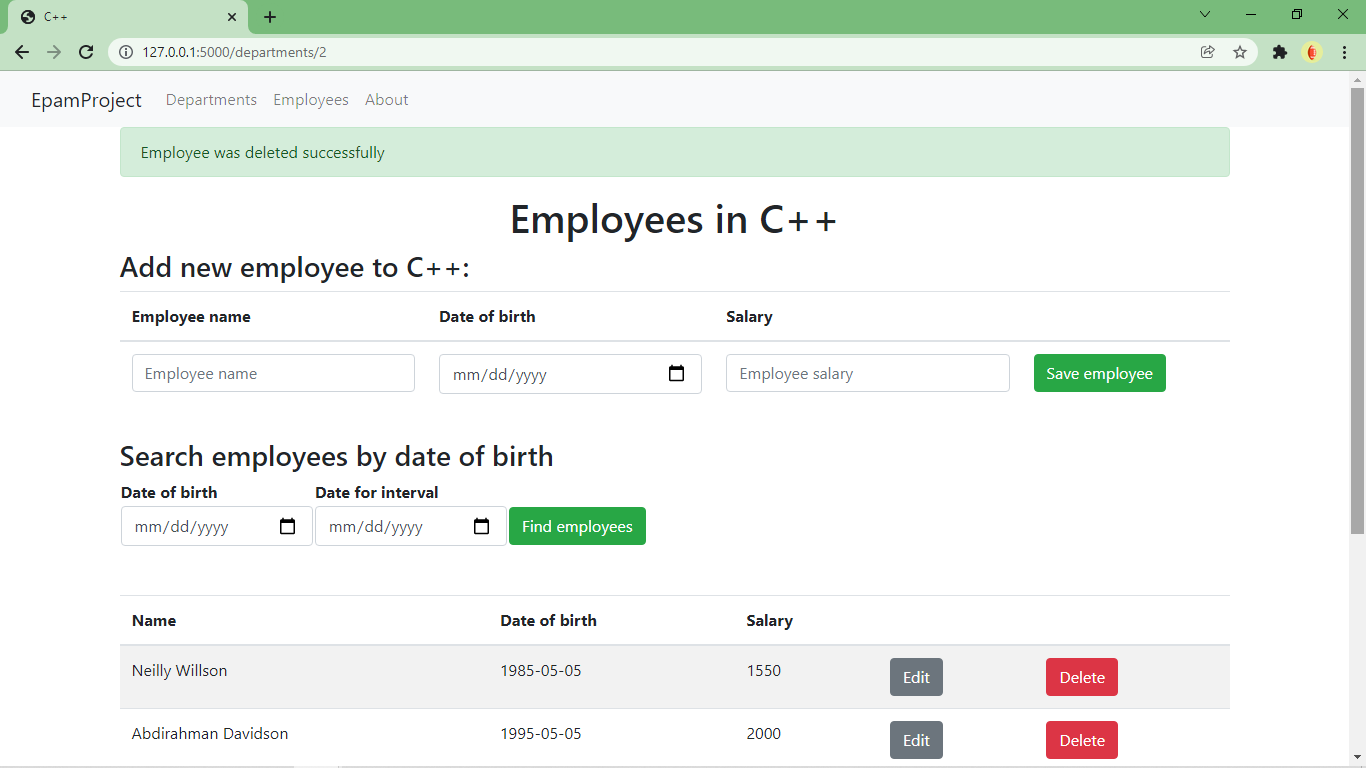 C++
127.0.0.1:5000/departments/2
EpamProject Departments Employees About
Employee was deleted successfully
Employees in C++
Add new employee to C++:
Employee name Date of birth Salary
Employee name mm/dd/yyyy Employee salary Save employee
Search employees by date of birth
Date of birth Date for interval
mm/dd/yyyy mm/dd/yyyy Find employees
Name Date of birth Salary
Neilly Willson 1985-05-05 1550 Edit Delete
Abdirahman Davidson 1995-05-05 2000 Edit Delete